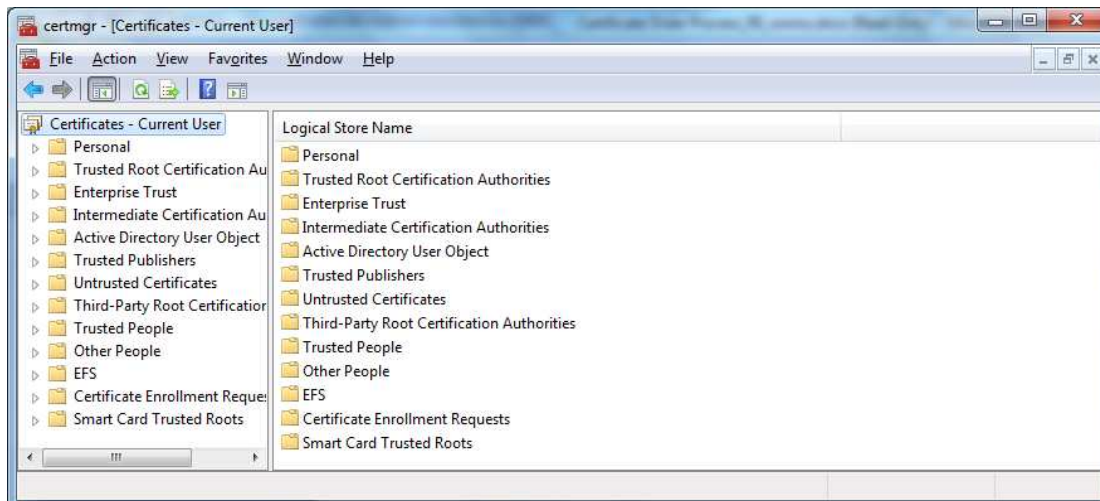 certmgr - [Certificates - Current User]
File Action View Favorites Window Help
Certificates - Current User
Personal
Trusted Root Certification Au
Enterprise Trust
Intermediate Certification Au
Active Directory User Object
Trusted Publishers
Untrusted Certificates
Third-Party Root Certification
Trusted People
Other People
EFS
Certificate Enrollment Reques
Smart Card Trusted Roots
Logical Store Name
Personal
Trusted Root Certification Authorities
Enterprise Trust
Intermediate Certification Authorities
Active Directory User Object
Trusted Publishers
Untrusted Certificates
Third-Party Root Certification Authorities
Trusted People
Other People
EFS
Certificate Enrollment Requests
Smart Card Trusted Roots